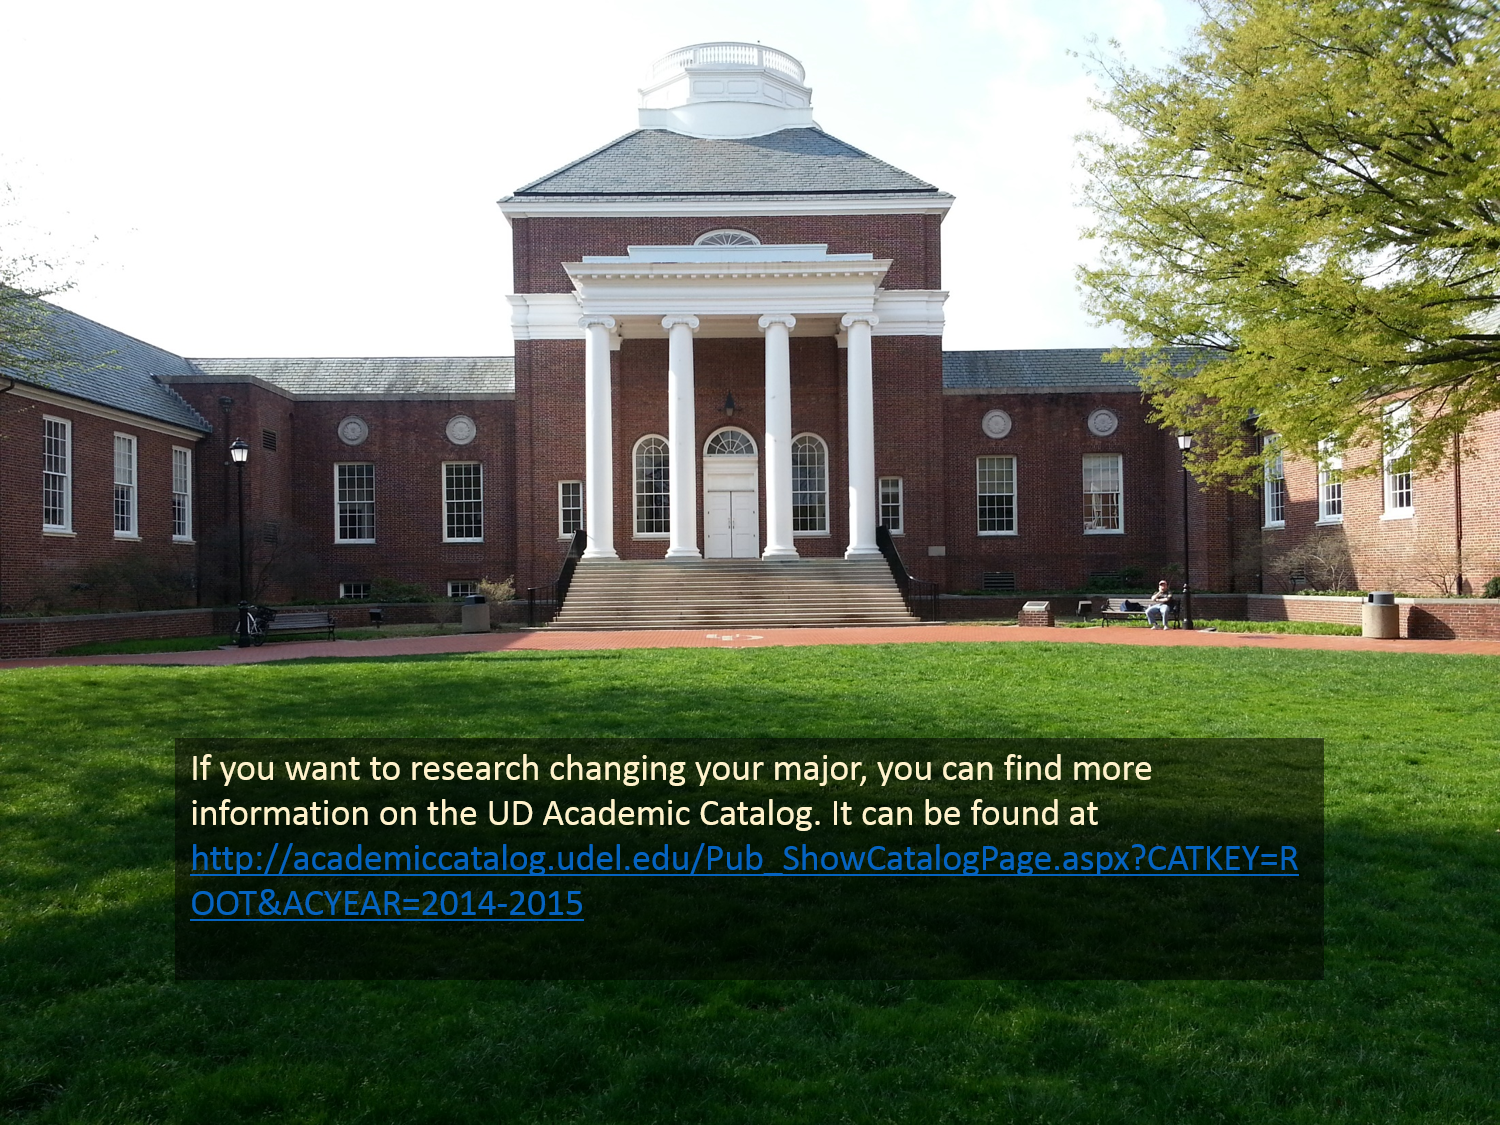 If you want to research changing your major, you can find more
information on the UD Academic Catalog. It can be found at
http://academiccatalog.udel.edu/Pub_ShowCatalogPage.aspx?CATKEY=R
OOT&ACYEAR=2014-2015